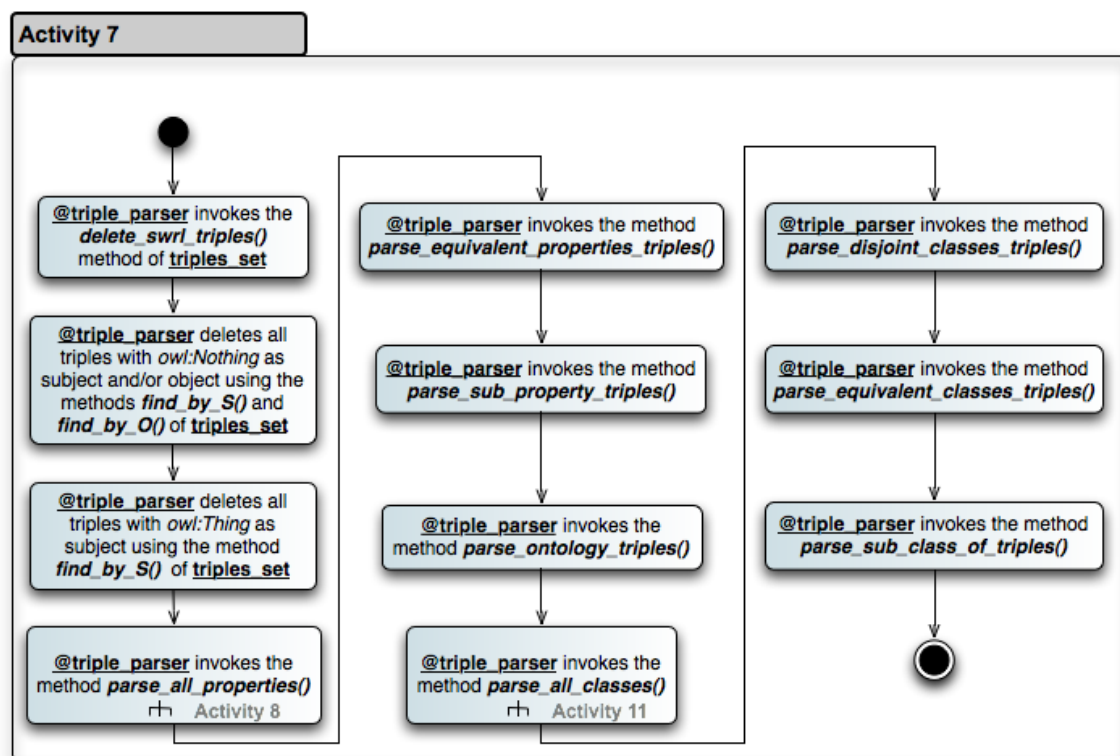 Activity 7
@triple_parser invokes the
delete_swrl_triples()
method of triples_set
@triple_parser deletes all
triples with owl:Nothing as
subject and/or object using the
methods find_by_S() and
find_by_O() of triples_set
@triple_parser deletes all
triples with owl:Thing as
subject using the method
find_by_S() of triples_set
@triple_parser invokes the
method parse_all_properties()
Activity 8
@triple_parser invokes the method
parse_equivalent_properties_triples()
@triple_parser invokes the method
parse_sub_property_triples()
@triple_parser invokes the
method parse_ontology_triples()
@triple_parser invokes the
method parse_all_classes()
Activity 11
@triple_parser invokes the method
parse_disjoint_classes_triples()
@triple_parser invokes the method
parse_equivalent_classes_triples()
@triple_parser invokes the method
parse_sub_class_of_triples()